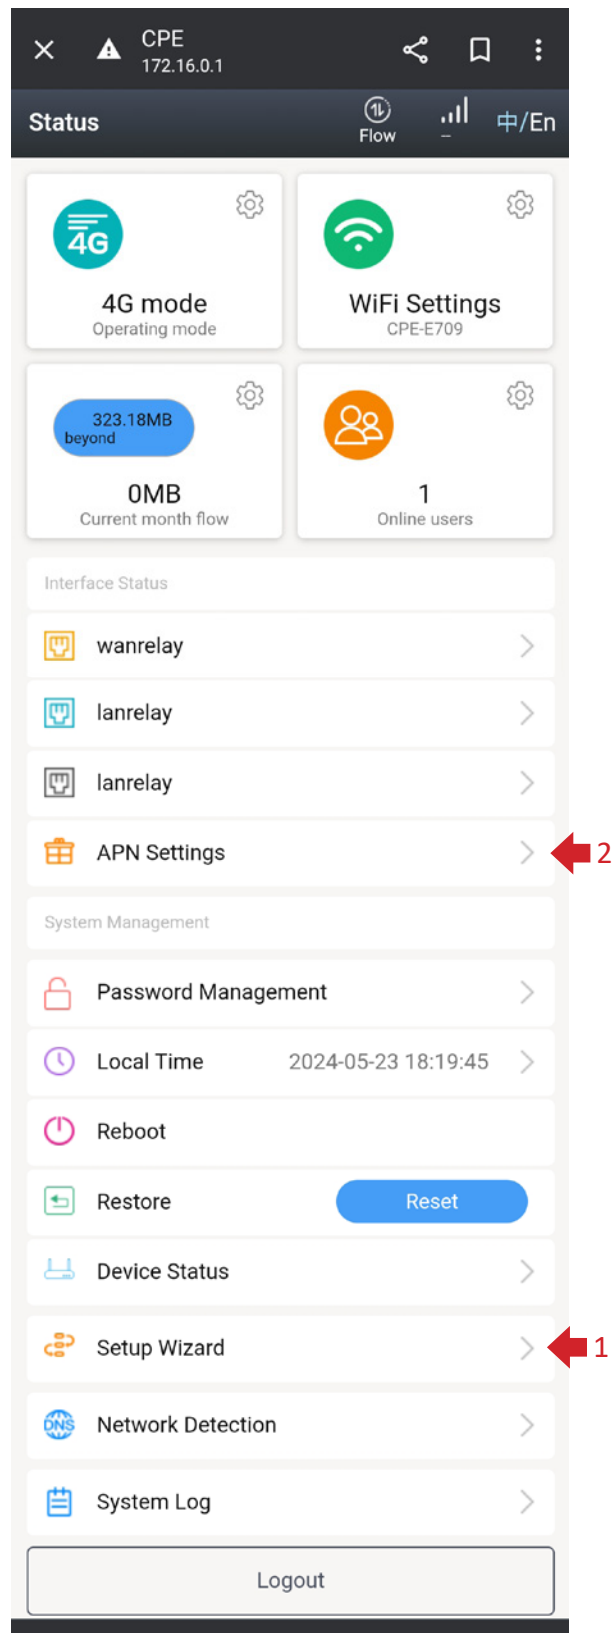 CPE
172.16.0.1
Status
Flow
中/En
4G
4G mode
Operating mode
WiFi Settings
CPE-E709
323.18MB
beyond
0MB
Current month flow
1
Online users
Interface Status
wanrelay
lanrelay
lanrelay
APN Settings
2
System Management
Password Management
Local Time 2024-05-23 18:19:45
Reboot
Restore Reset
Device Status
Setup Wizard
1
DNS Network Detection
System Log
Logout